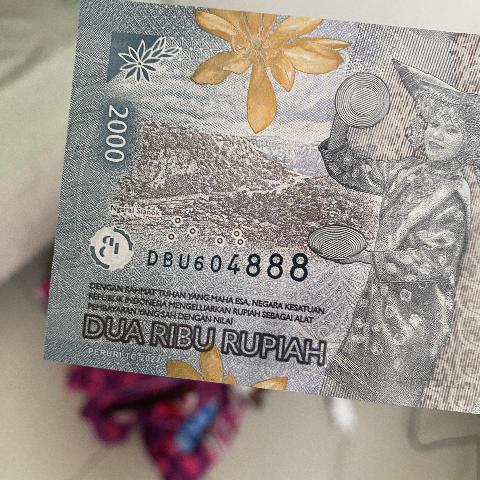 2000
Ngarai Sianok
DBU604888
DENGAN RAHMAT TUHAN YANG MAHA ESA, NEGARA KESATUAN
REPUBLIK INDONESIA MENGELUARKAN RUPIAH SEBAGAI ALAT
PEMBAYARAN YANG SAH DENGAN NILAI
DUA RIBU RUPIAH
PERURI TC 2022